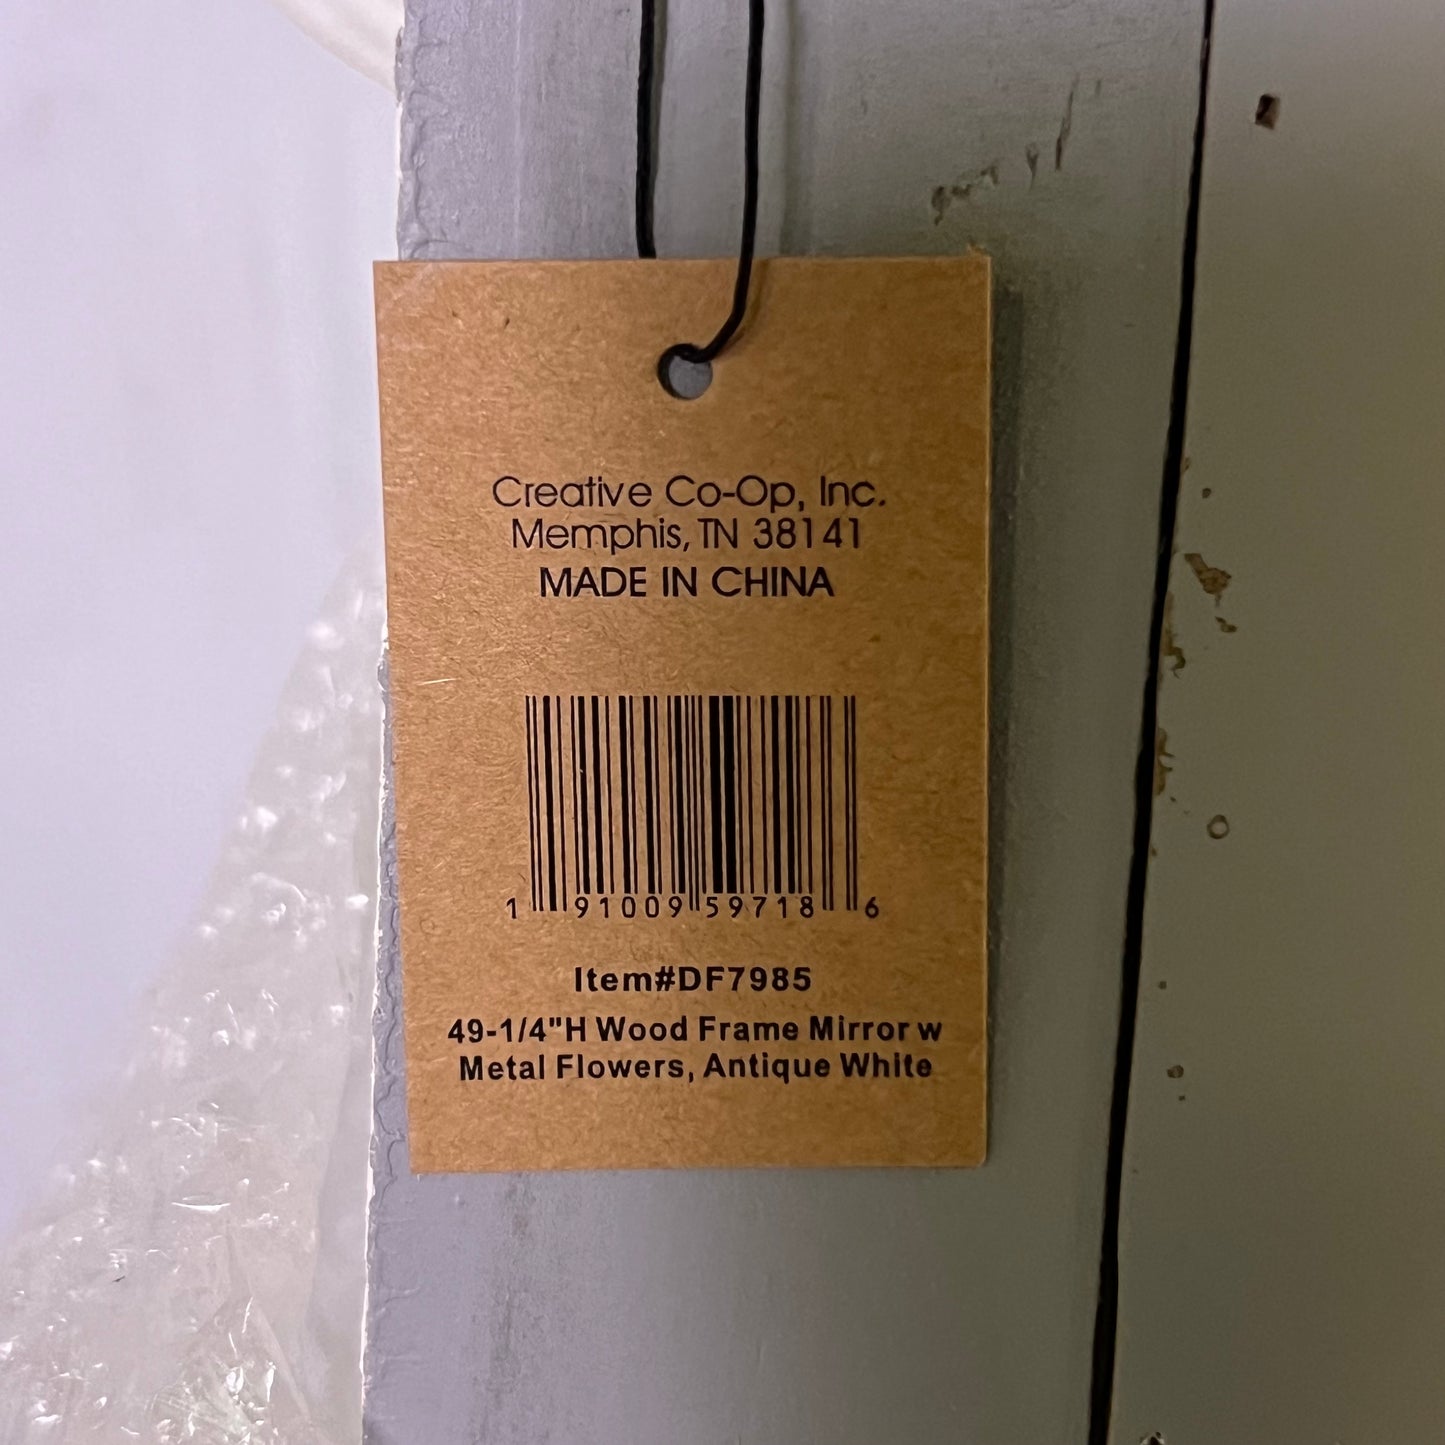 Creative Co-Op, Inc.
Memphis, TN 38141
MADE IN CHINA
1 91009 59718 6
Item#DF7985
49-1/4"H Wood Frame Mirror w
Metal Flowers, Antique White